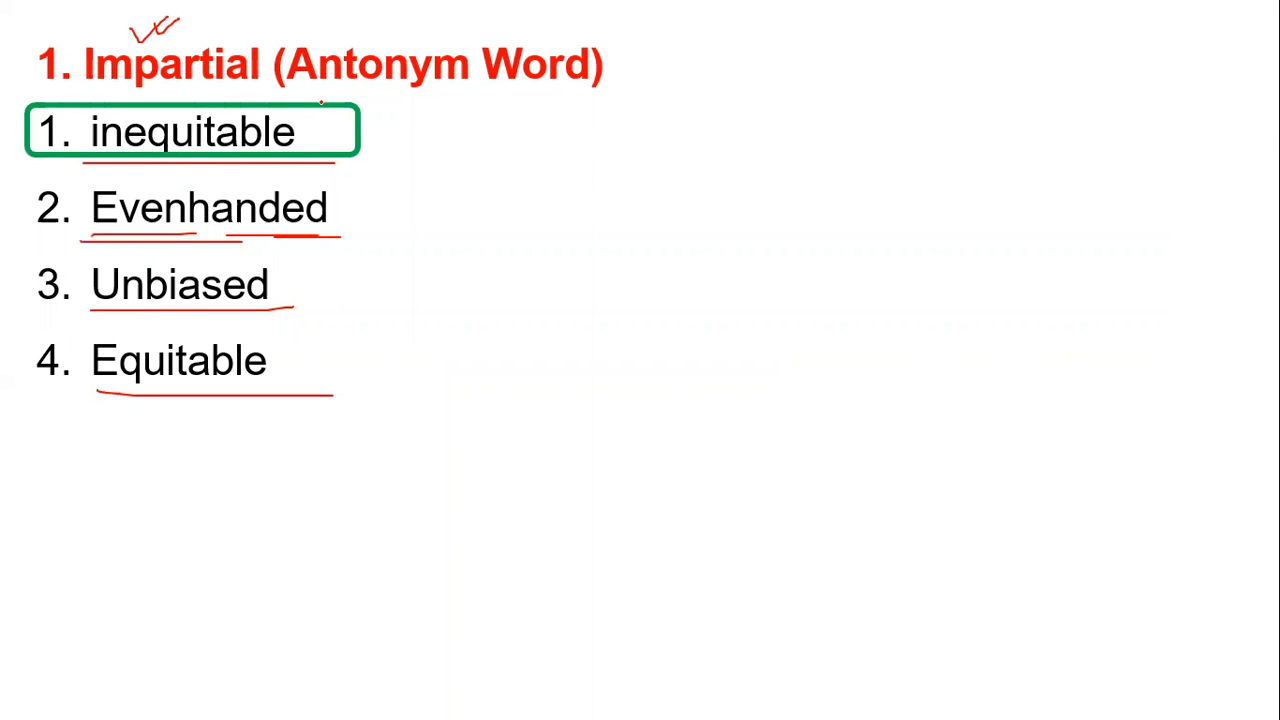 1. Impartial (Antonym Word)
1. inequitable
2. Evenhanded
3. Unbiased
4. Equitable